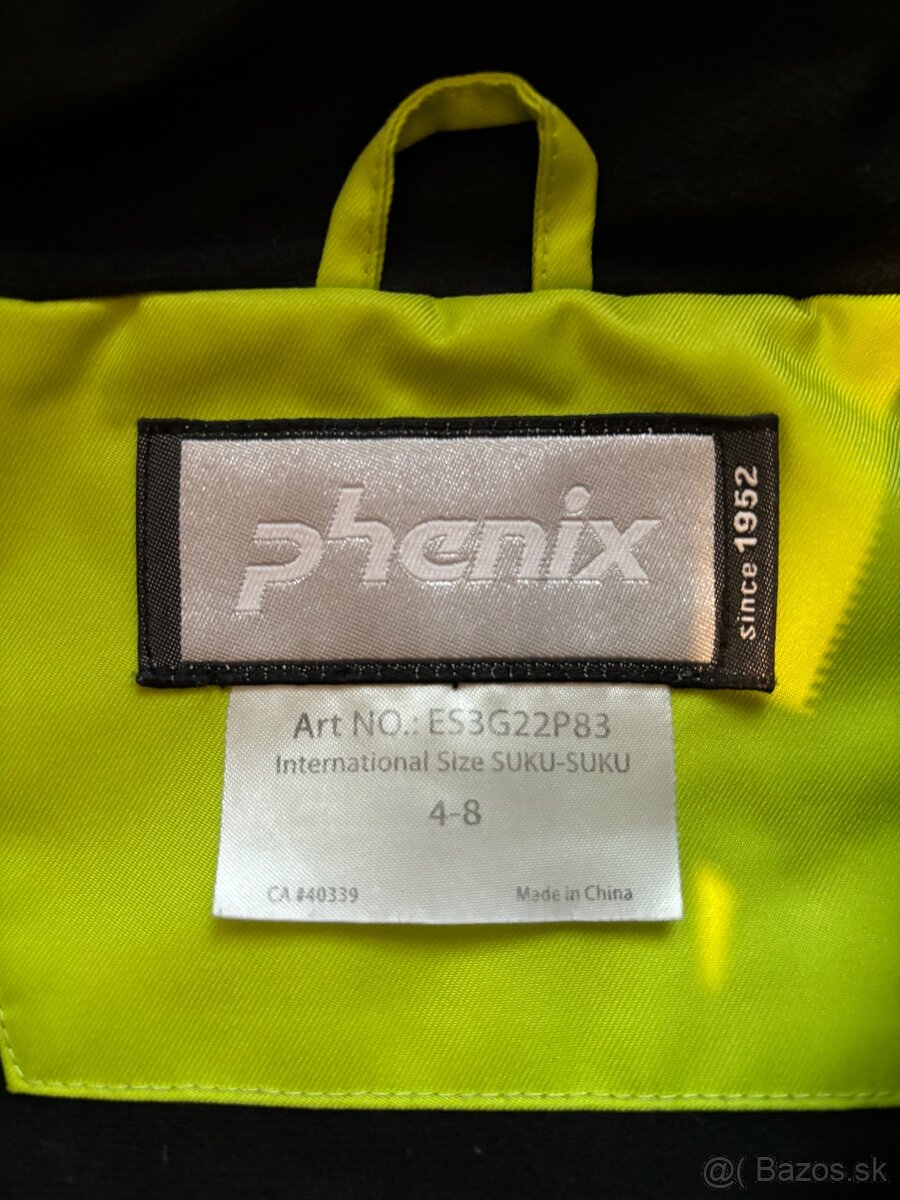 phenix
since 1952
Art NO.: ES3G22P83
International Size SUKU-SUKU
4-8
CA #40339 Made in China
@( Bazos.sk